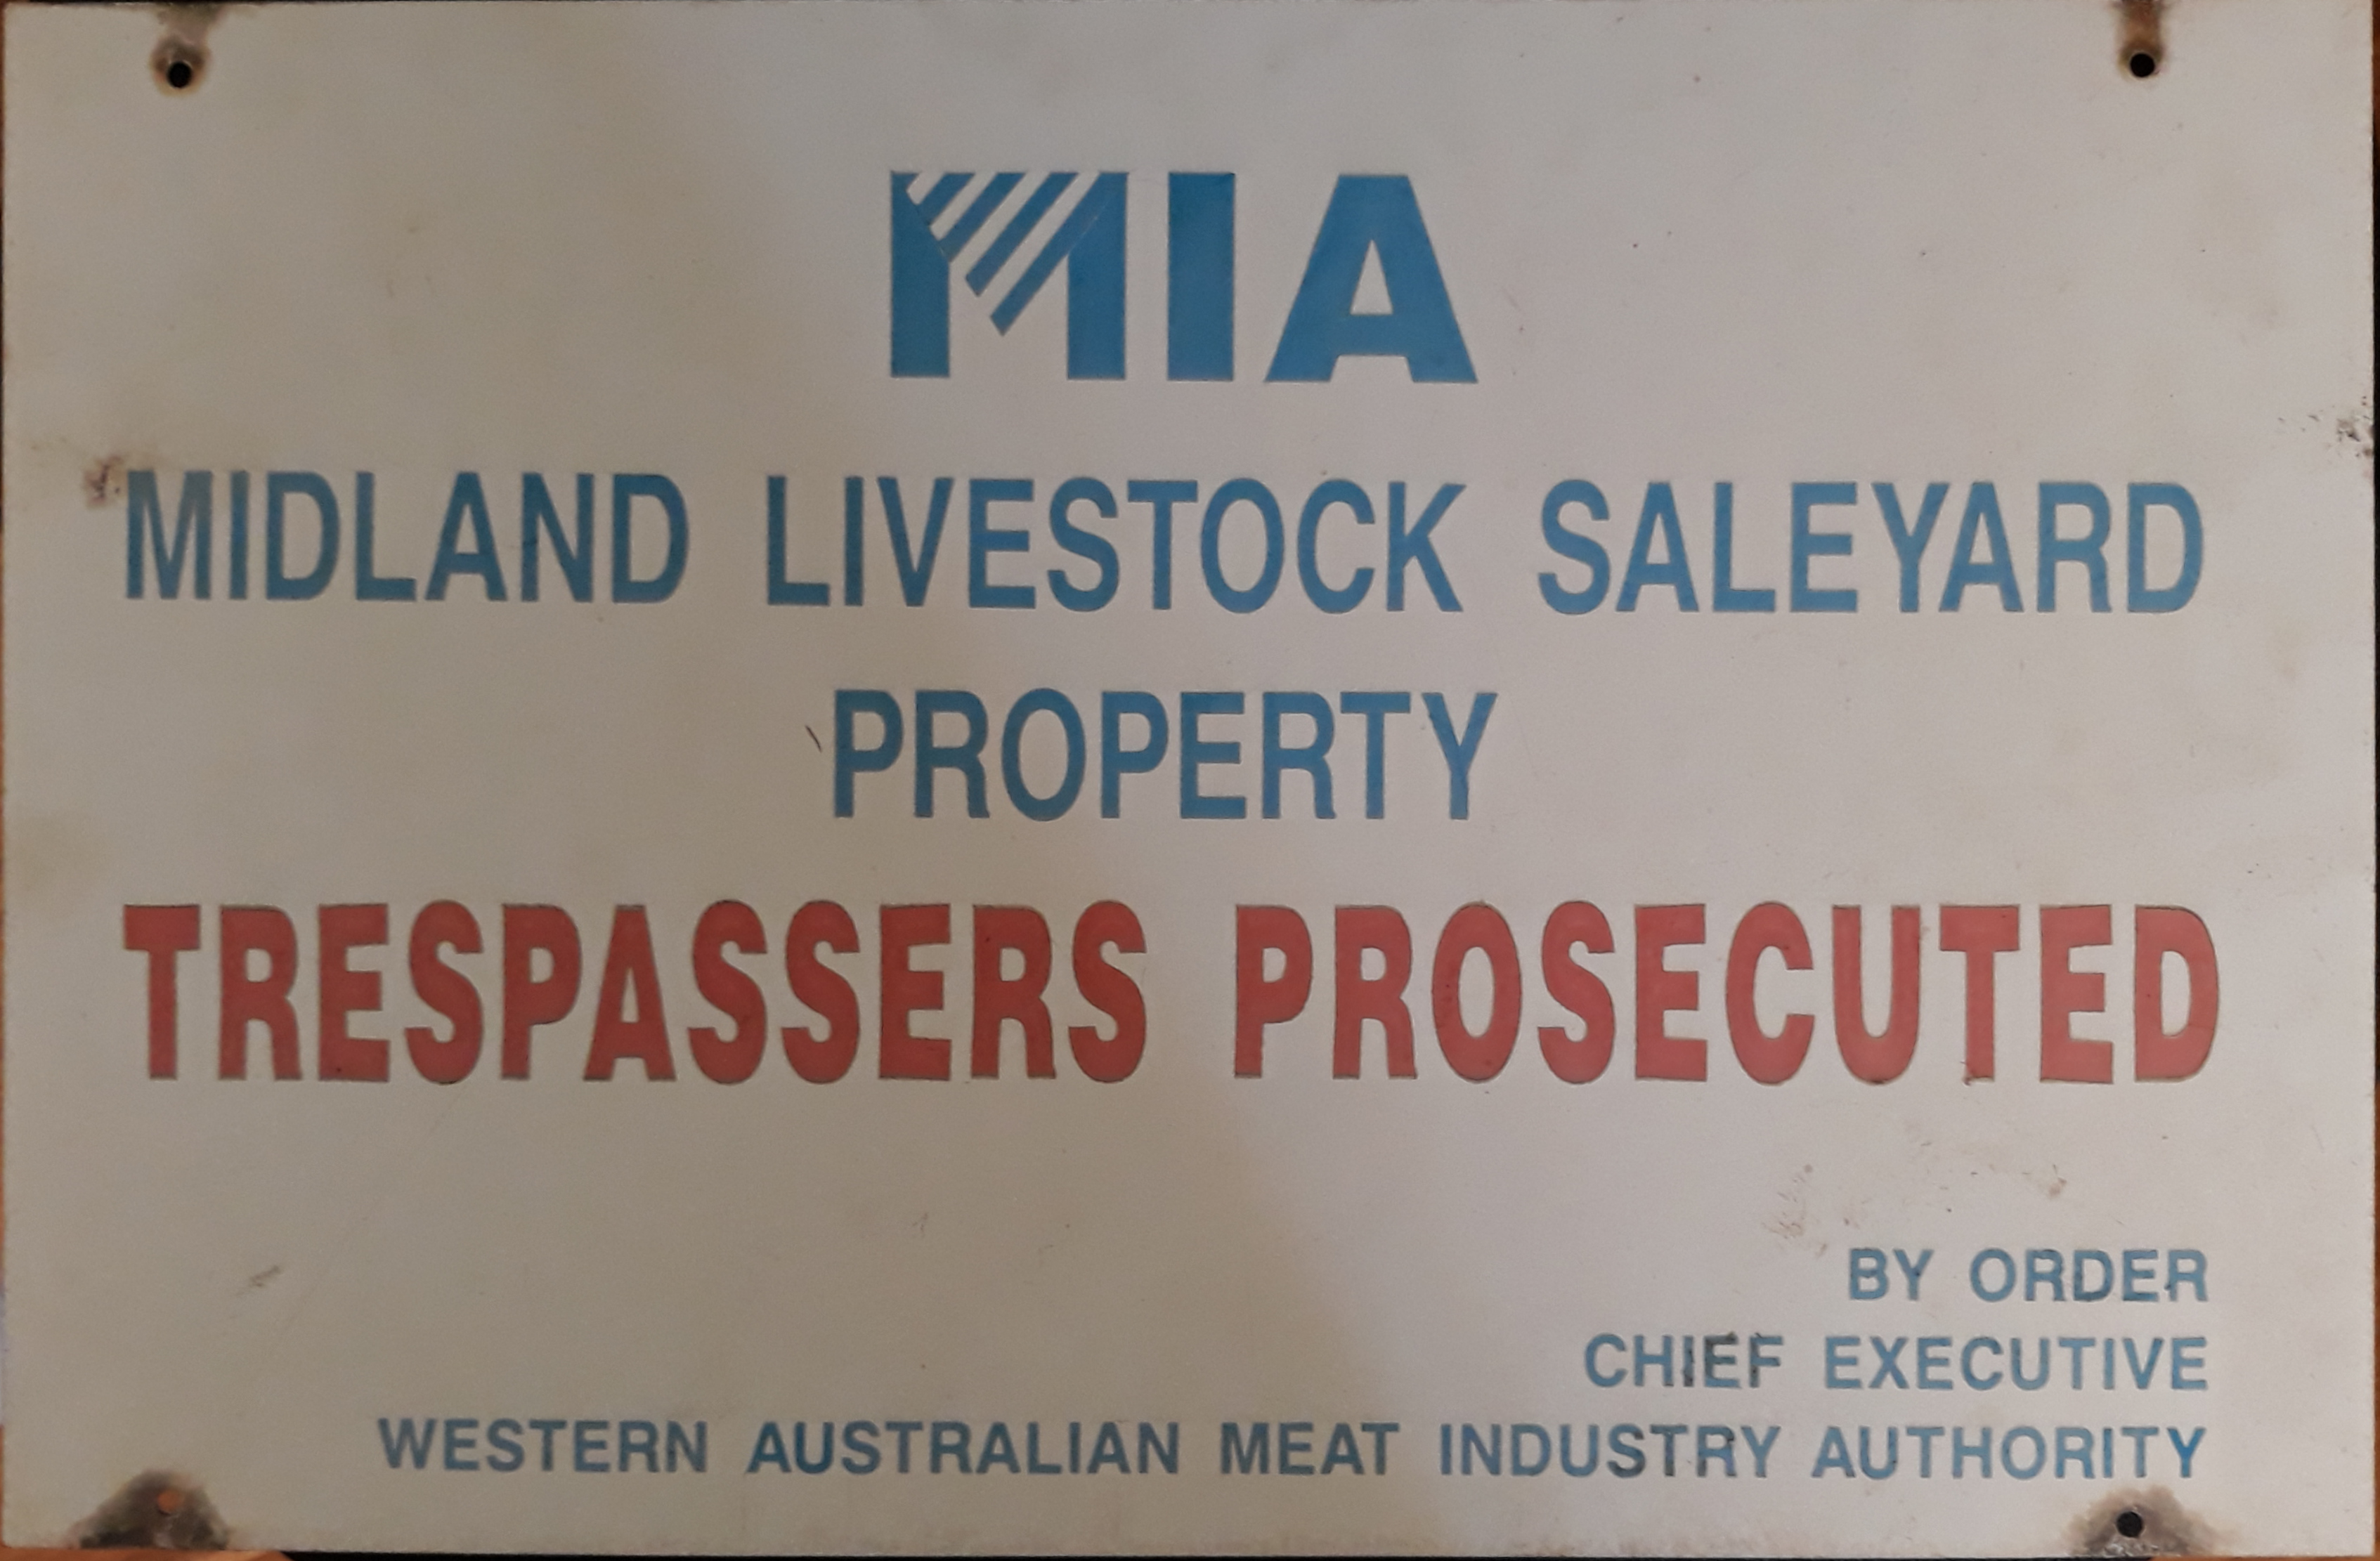 MIA
MIDLAND LIVESTOCK SALEYARD
PROPERTY
TRESPASSERS PROSECUTED
BY ORDER
CHIEF EXECUTIVE
WESTERN AUSTRALIAN MEAT INDUSTRY AUTHORITY